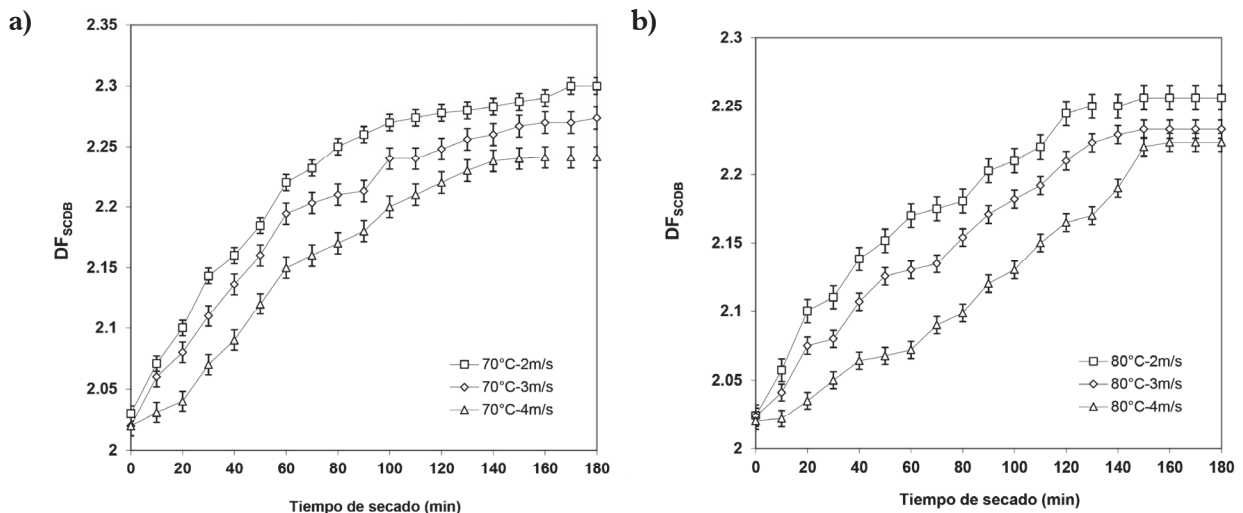 a)
2.35
2.3
2.25
2.2
2.15
2.1
2.05
2
DF_SCDB
0 20 40 60 80 100 120 140 160 180
Tiempo de secado (min)
70°C-2m/s
70°C-3m/s
70°C-4m/s
b)
2.3
2.25
2.2
2.15
2.1
2.05
2
DF_SCDB
0 20 40 60 80 100 120 140 160 180
Tiempo de secado (min)
80°C-2m/s
80°C-3m/s
80°C-4m/s